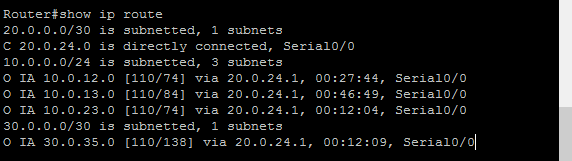 Router#show ip route
20.0.0.0/30 is subnetted, 1 subnets
C 20.0.24.0 is directly connected, Serial0/0
10.0.0.0/24 is subnetted, 3 subnets
O IA 10.0.12.0 [110/74] via 20.0.24.1, 00:27:44, Serial0/0
O IA 10.0.13.0 [110/84] via 20.0.24.1, 00:46:49, Serial0/0
O IA 10.0.23.0 [110/74] via 20.0.24.1, 00:12:04, Serial0/0
30.0.0.0/30 is subnetted, 1 subnets
O IA 30.0.35.0 [110/138] via 20.0.24.1, 00:12:09, Serial0/0